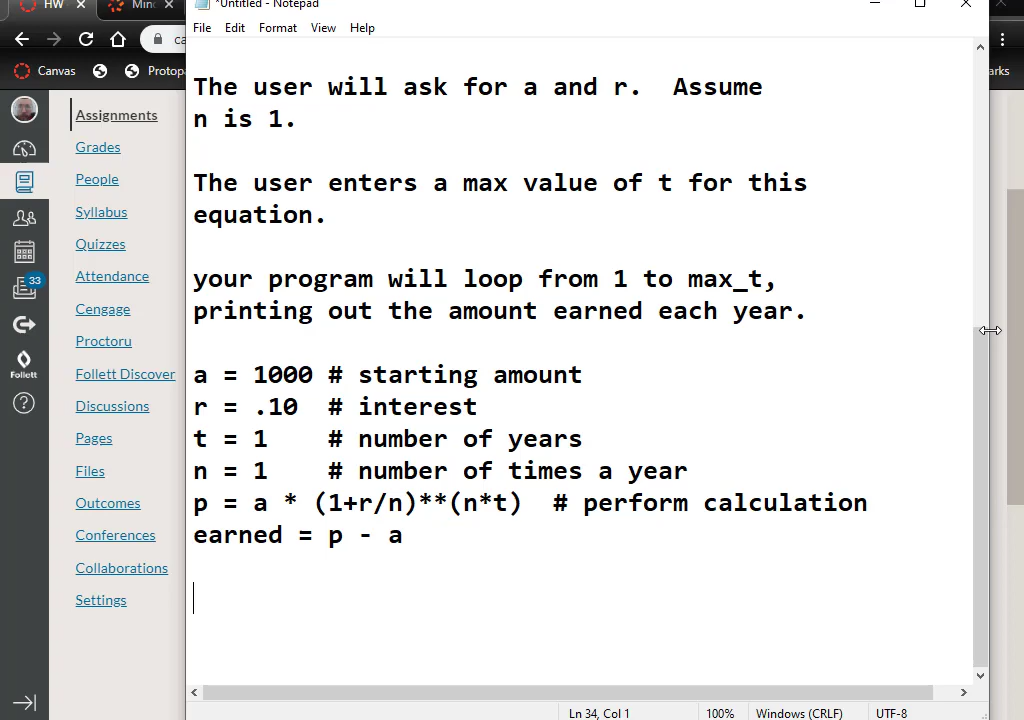 HW
Minc
*Untitled - Notepad
File Edit Format View Help
ca
Canvas
Protopa
arks
The user will ask for a and r. Assume
n is 1.
The user enters a max value of t for this
equation.
your program will loop from 1 to max_t,
printing out the amount earned each year.
a = 1000 # starting amount
r = .10 # interest
t = 1 # number of years
n = 1 # number of times a year
p = a * (1+r/n)**(n*t) # perform calculation
earned = p - a
Assignments
Grades
People
Syllabus
Quizzes
Attendance
Cengage
Proctoru
Follett Discover
Discussions
Pages
Files
Outcomes
Conferences
Collaborations
Settings
33
Follett
Ln 34, Col 1
100%
Windows (CRLF)
UTF-8